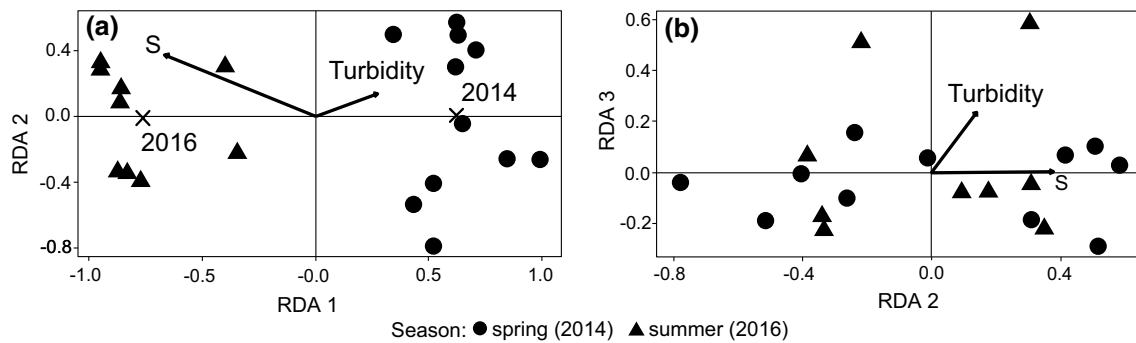 (a)
S
Turbidity
2014
2016
0.4
0.0
-0.4
-0.8
RDA 2
-1.0 -0.5 -0.0 0.5 1.0
RDA 1
(b)
Turbidity
S
0.6
0.4
0.2
0.0
-0.2
RDA 3
-0.8 -0.4 0.0 0.4
RDA 2
Season: spring (2014) summer (2016)